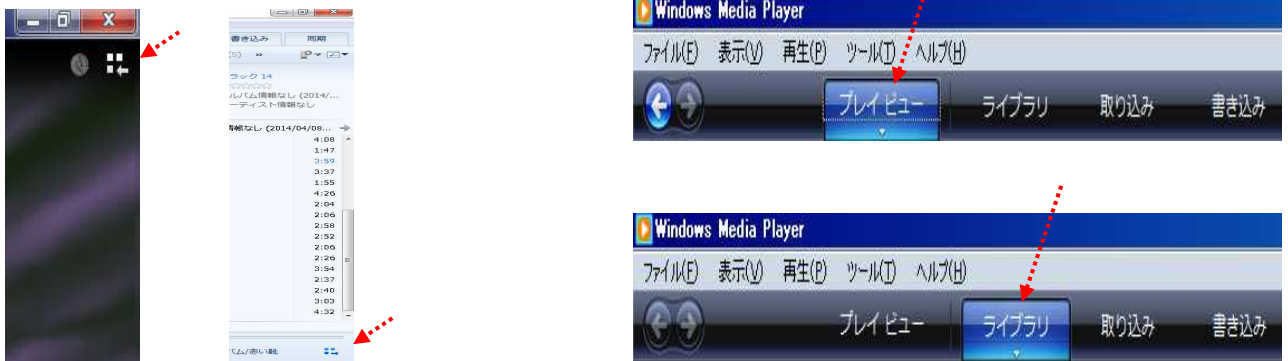 書き込み 同期
(S) »
ラック 14
ルバム情報なし (2014/...
ーティスト情報なし
情報なし (2014/04/08...
4:08
1:47
3:59
3:37
1:55
4:26
2:04
2:06
2:58
2:52
2:06
2:26
3:54
2:37
2:40
3:03
4:32
バム/赤い靴
Windows Media Player
ファイル(F) 表示(V) 再生(P) ツール(T) ヘルプ(H)
プレイ ビュー ライブラリ 取り込み 書き込み
Windows Media Player
ファイル(F) 表示(V) 再生(P) ツール(T) ヘルプ(H)
プレイ ビュー ライブラリ 取り込み 書き込み